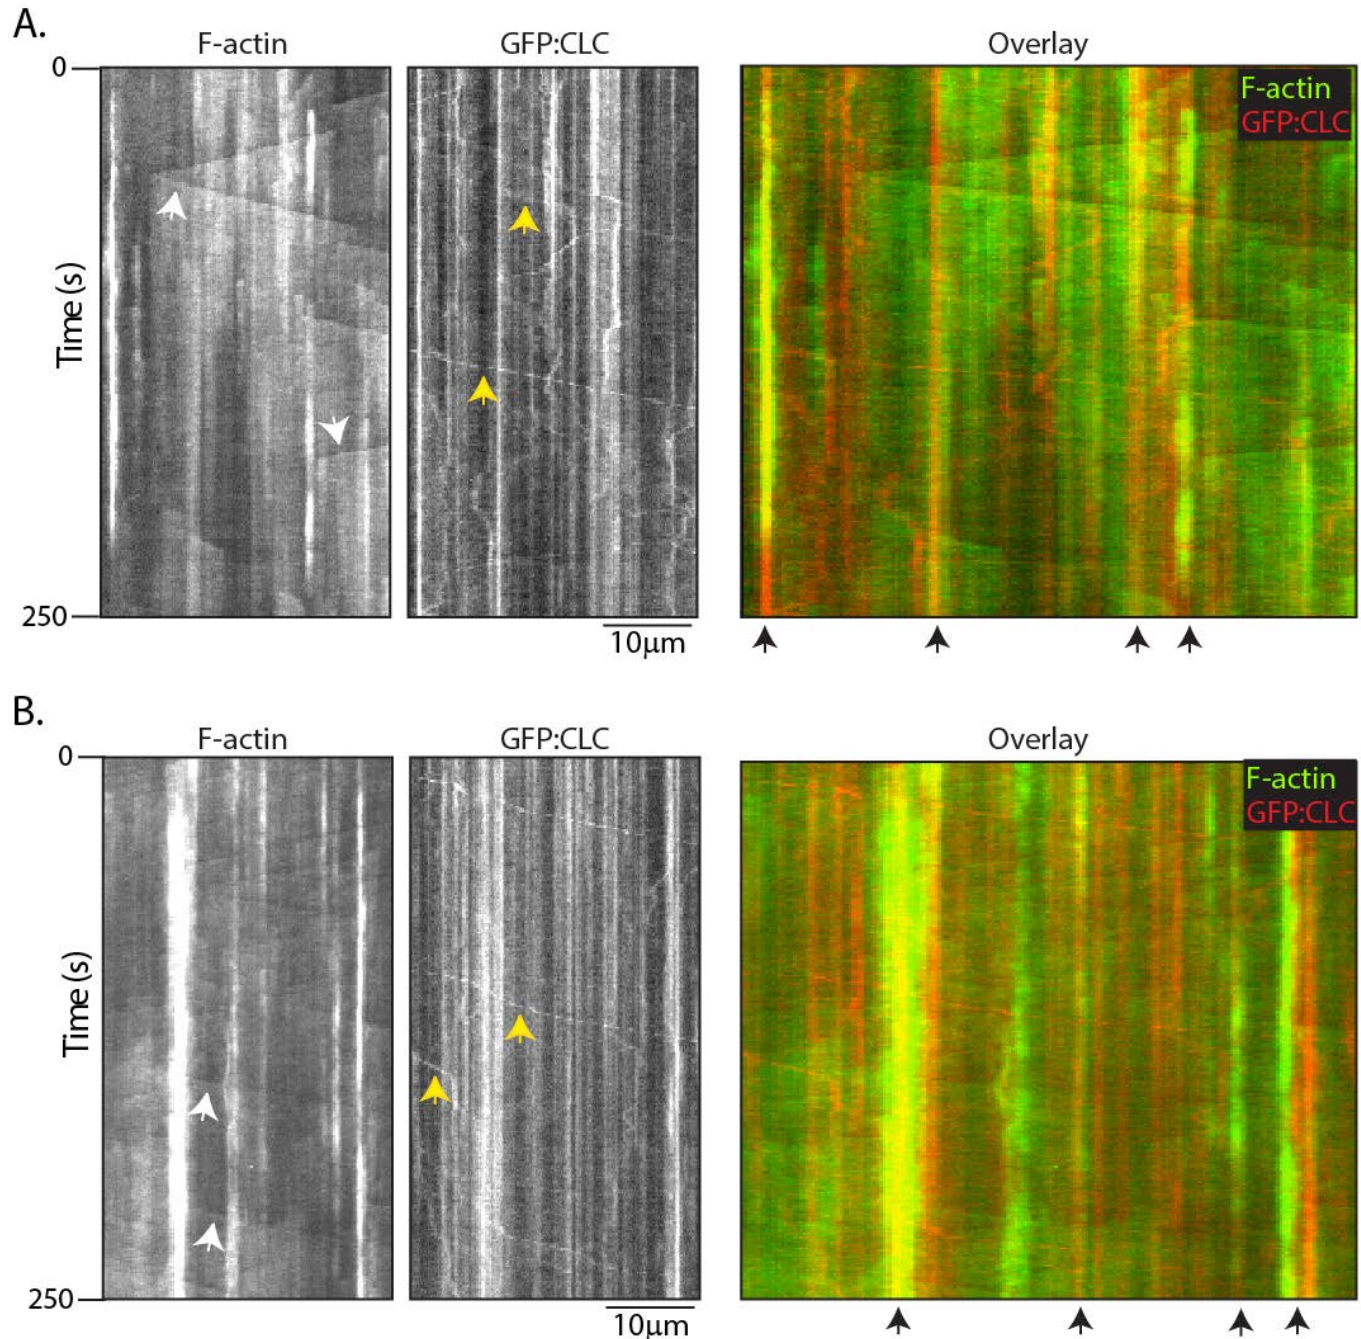 A.
F-actin
GFP:CLC
Overlay
0
F-actin
GFP:CLC
Time (s)
250
10μm
B.
F-actin
GFP:CLC
Overlay
0
F-actin
GFP:CLC
Time (s)
250
10μm